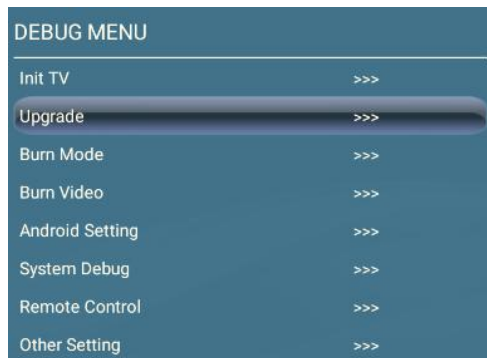 DEBUG MENU
Init TV >>>
Upgrade >>>
Burn Mode >>>
Burn Video >>>
Android Setting >>>
System Debug >>>
Remote Control >>>
Other Setting >>>